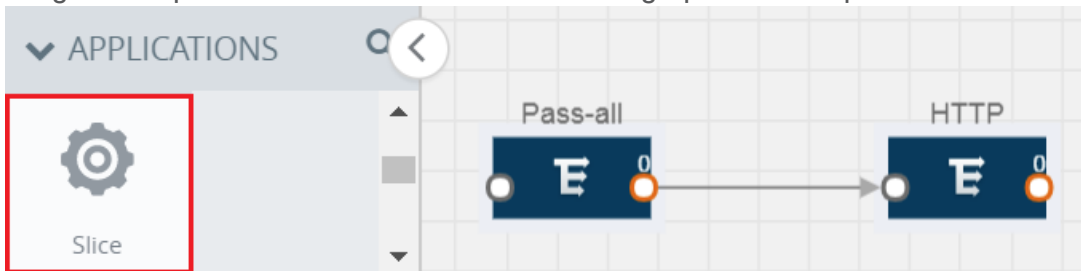 APPLICATIONS
Pass-all
HTTP
0
0
Slice